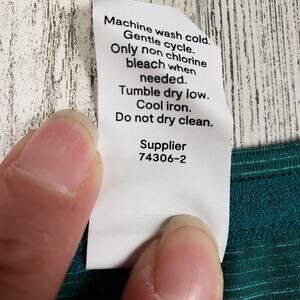 Machine wash cold.
Gentle cycle.
Only non chlorine
bleach when
needed.
Tumble dry low.
Cool iron.
Do not dry clean.
Supplier
74306-2